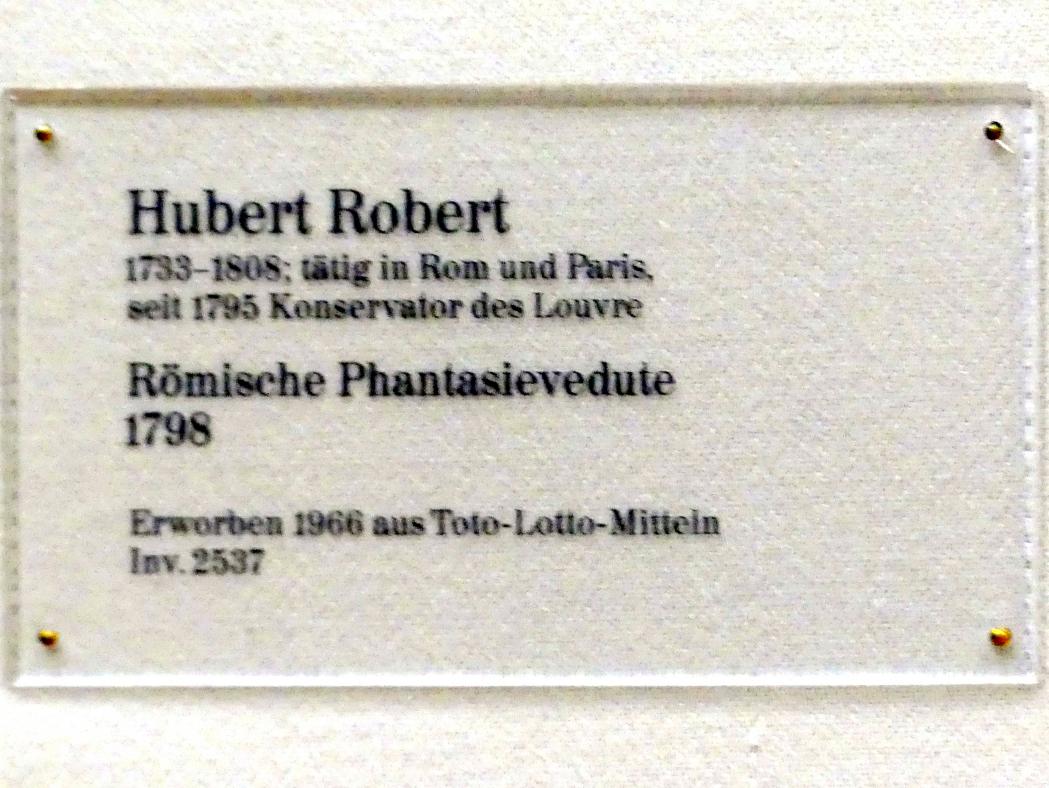 Hubert Robert
1733–1808; tätig in Rom und Paris,
seit 1795 Konservator des Louvre
Römische Phantasievedute
1798
Erworben 1966 aus Toto-Lotto-Mitteln
Inv. 2537